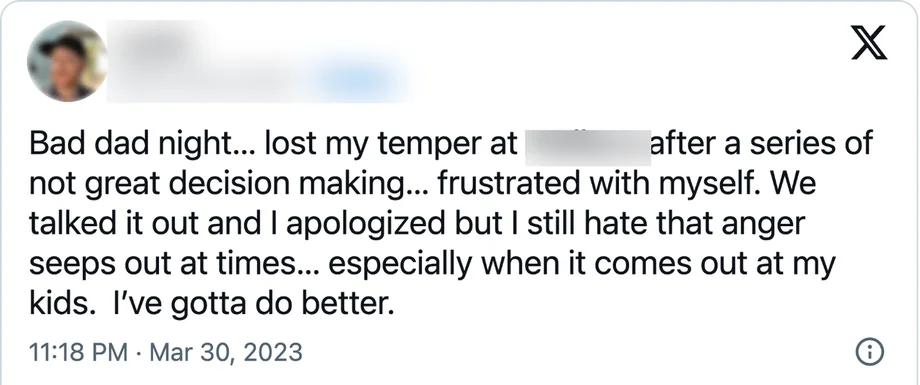 Bad dad night... lost my temper at after a series of
not great decision making... frustrated with myself. We
talked it out and I apologized but I still hate that anger
seeps out at times... especially when it comes out at my
kids.  I’ve gotta do better.
11:18 PM · Mar 30, 2023